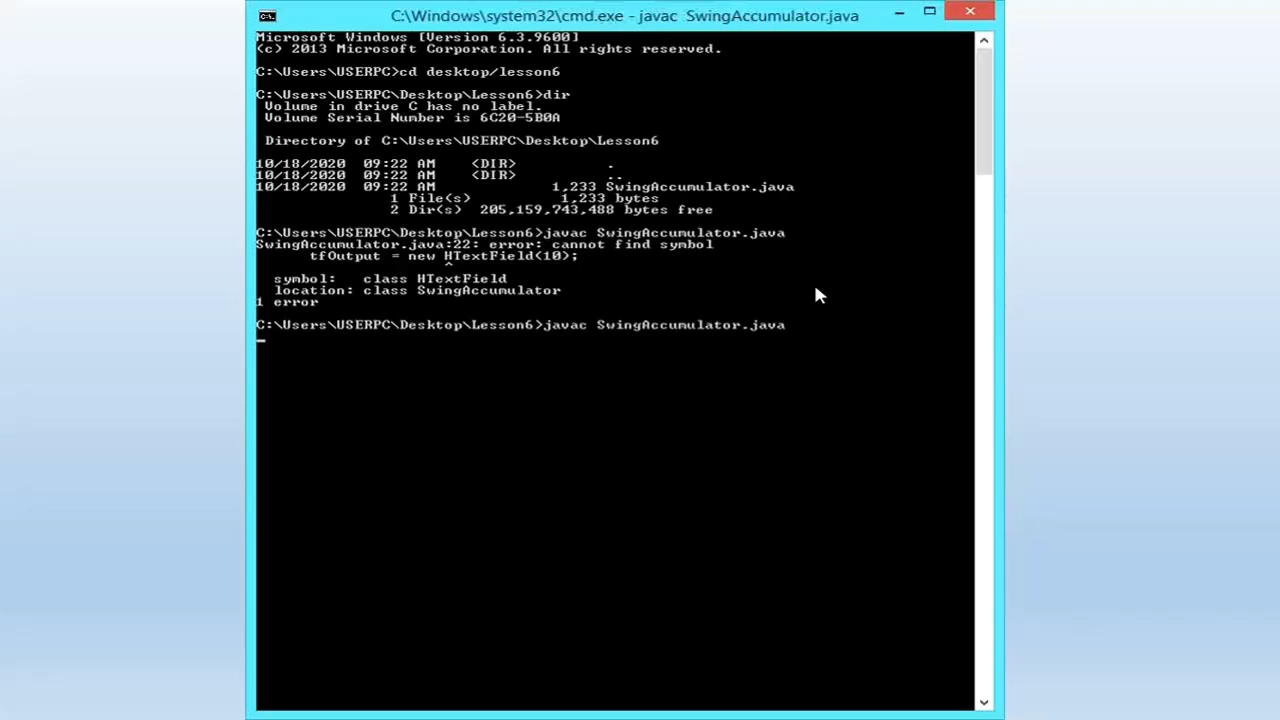 C:\Windows\system32\cmd.exe - javac  SwingAccumulator.java
Microsoft Windows [Version 6.3.9600]
(c) 2013 Microsoft Corporation. All rights reserved.
C:\Users\USERPC>cd desktop/lesson6
C:\Users\USERPC\Desktop\Lesson6>dir
Volume in drive C has no label.
Volume Serial Number is 6C20-5B0A
Directory of C:\Users\USERPC\Desktop\Lesson6
10/18/2020  09:22 AM    <DIR>          .
10/18/2020  09:22 AM    <DIR>          ..
10/18/2020  09:22 AM             1,233 SwingAccumulator.java
1 File(s)          1,233 bytes
2 Dir(s)  205,159,743,488 bytes free
C:\Users\USERPC\Desktop\Lesson6>javac SwingAccumulator.java
SwingAccumulator.java:22: error: cannot find symbol
tfOutput = new HTextField(10);
^
symbol:   class HTextField
location: class SwingAccumulator
1 error
C:\Users\USERPC\Desktop\Lesson6>javac SwingAccumulator.java